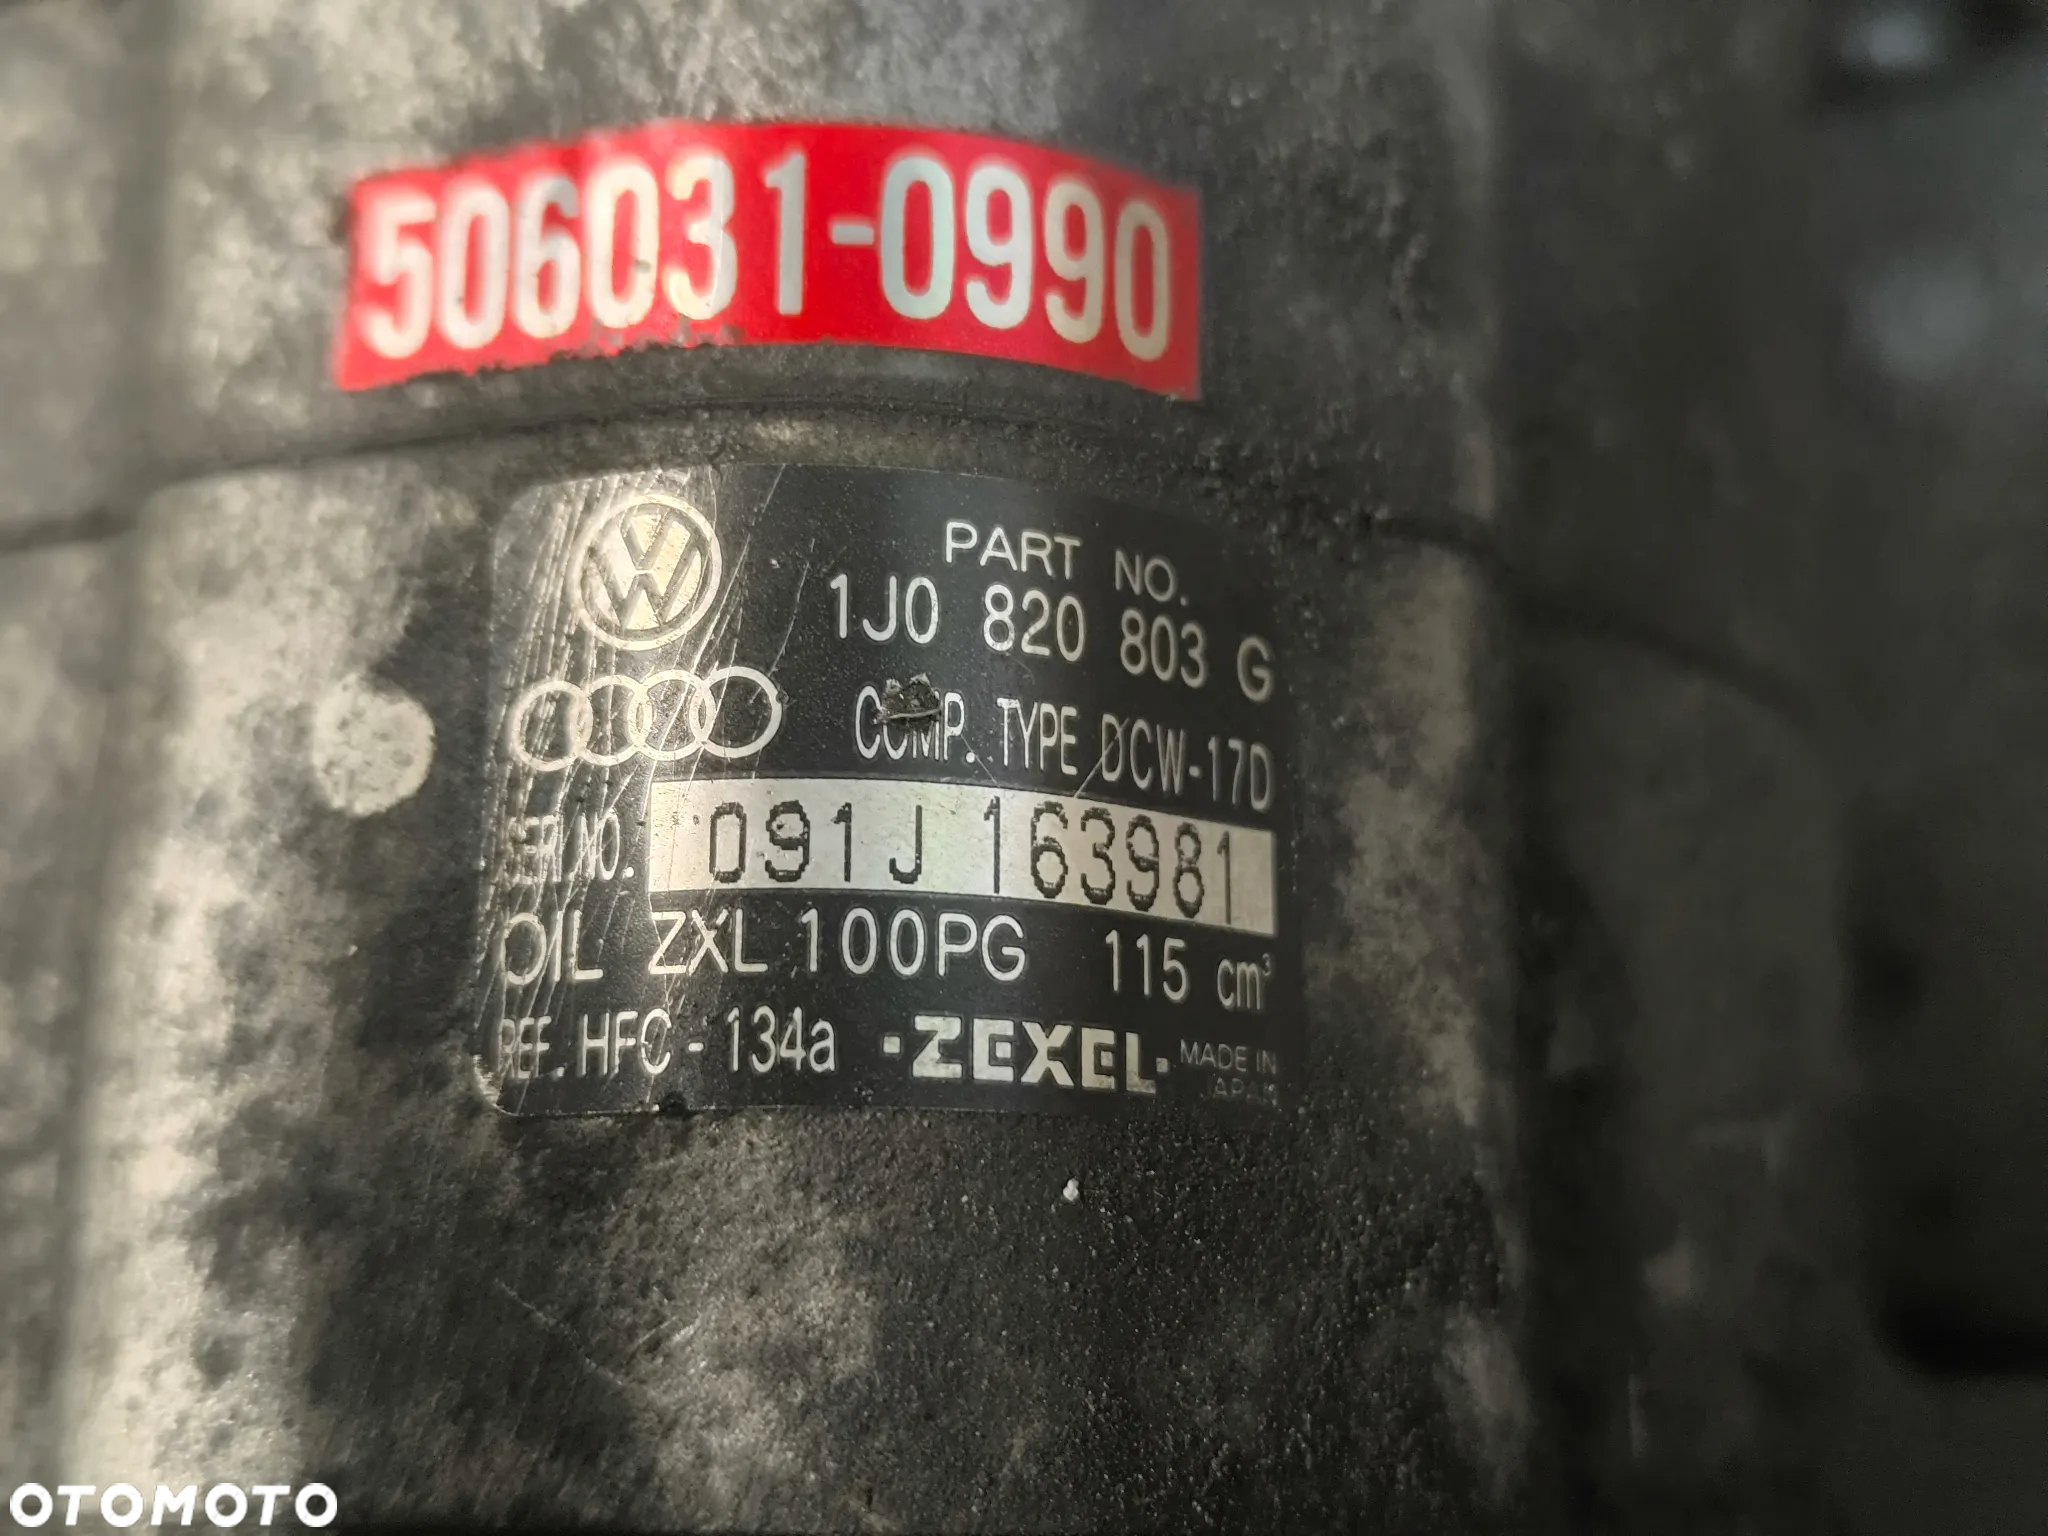 506031-0990
PART NO.
1J0 820 803 G
COMP. TYPE DCW-17D
SER.NO. 091J 163981
OIL ZXL 100PG 115 cm³
REF. HFC - 134a ·ZEXEL· MADE IN
JAPAN
OTOMOTO